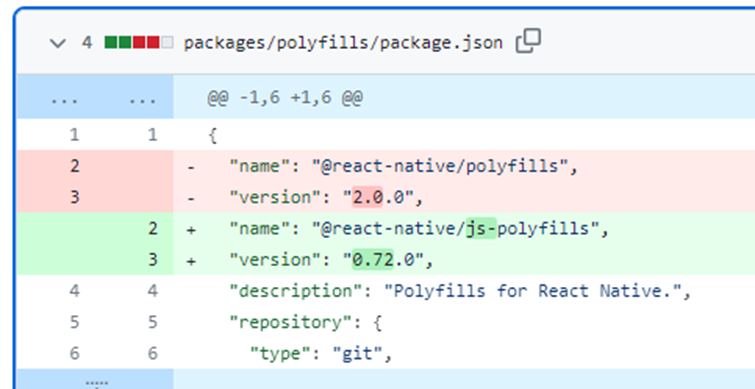 4 packages/polyfills/package.json
... ... @@ -1,6 +1,6 @@
1 1 {
2 - "name": "@react-native/polyfills",
3 - "version": "2.0.0",
2 + "name": "@react-native/js-polyfills",
3 + "version": "0.72.0",
4 4 "description": "Polyfills for React Native.",
5 5 "repository": {
6 6 "type": "git",